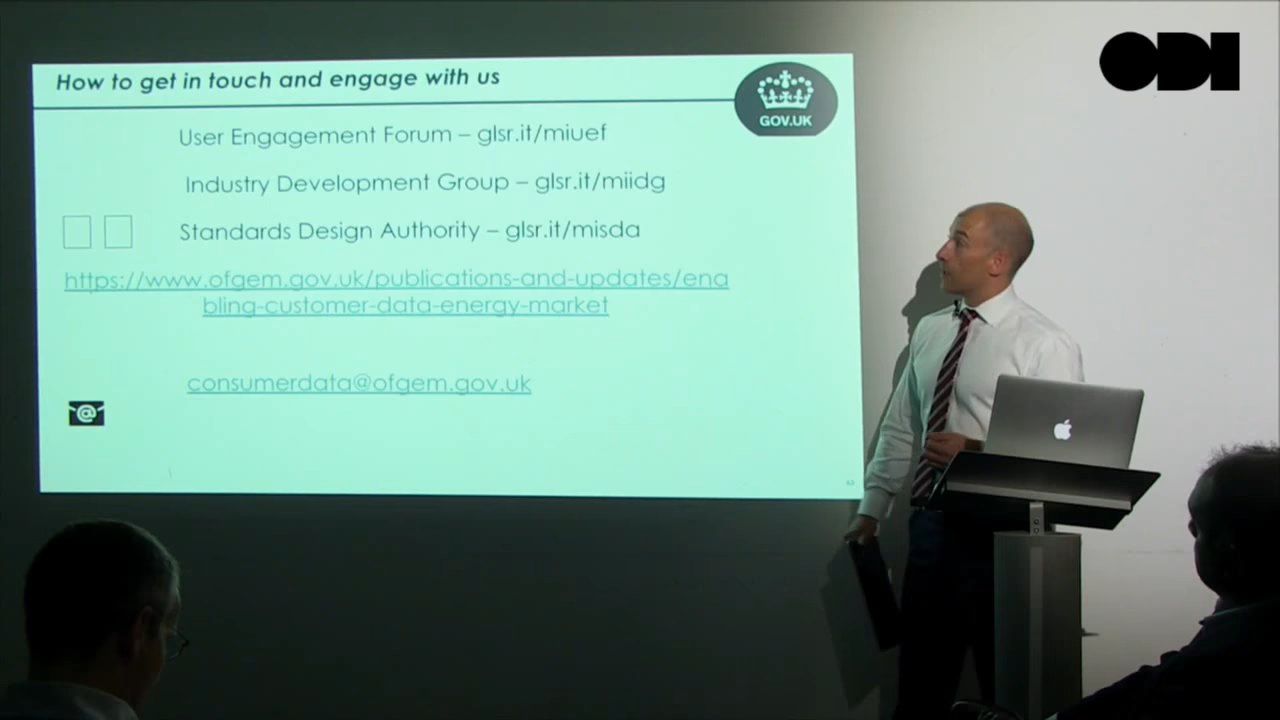 ODI
How to get in touch and engage with us
GOV.UK
User Engagement Forum – glsr.it/miuef
Industry Development Group – glsr.it/miidg
Standards Design Authority – glsr.it/misda
https://www.ofgem.gov.uk/publications-and-updates/ena
bling-customer-data-energy-market
consumerdata@ofgem.gov.uk
@